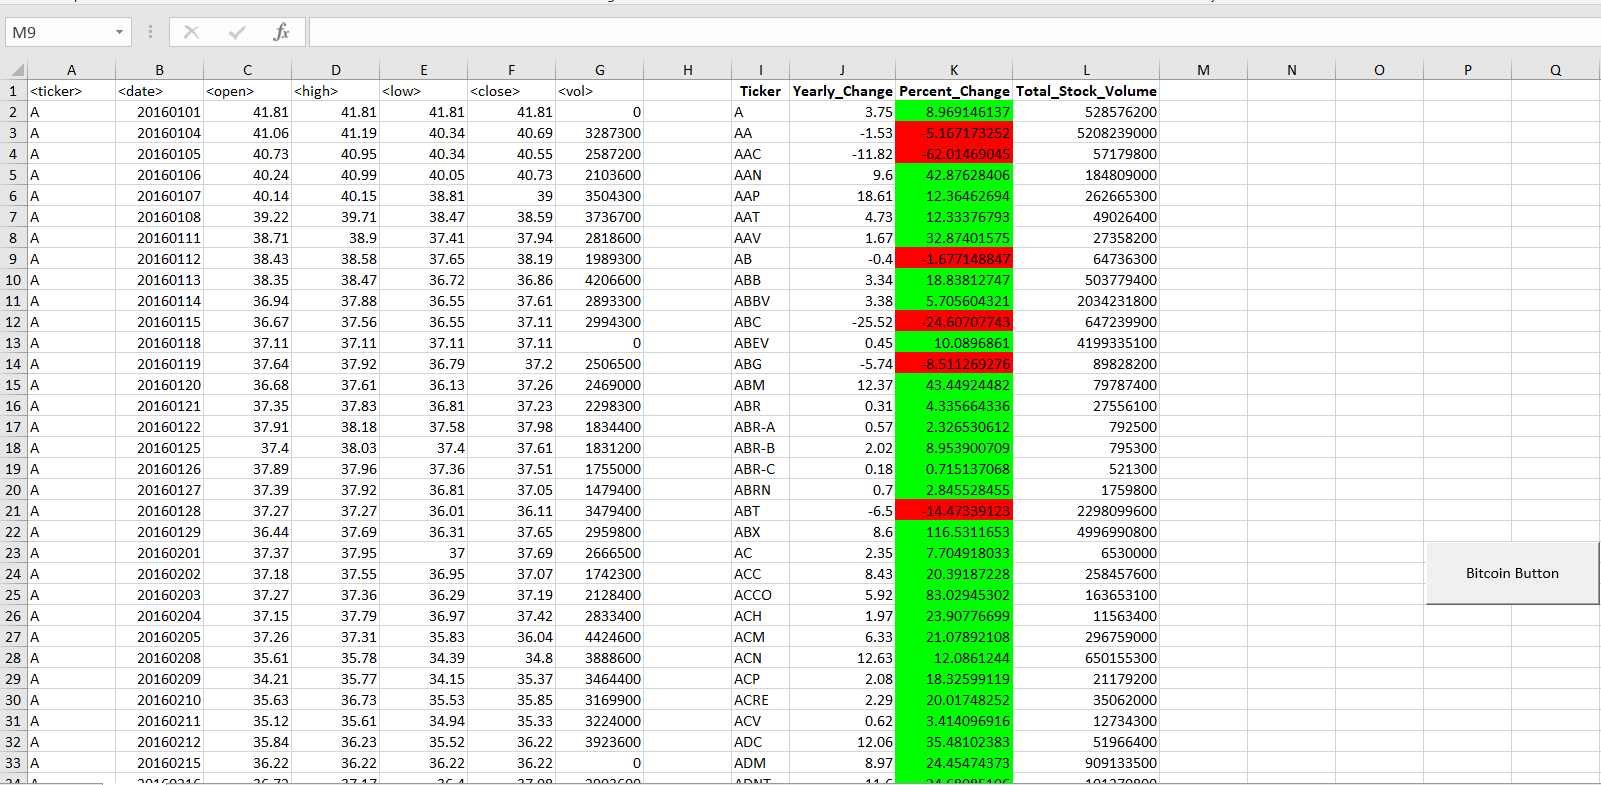 M9 fx
A B C D E F G H I J K L M N O P Q
1 <ticker> <date> <open> <high> <low> <close> <vol> Ticker Yearly_Change Percent_Change Total_Stock_Volume
2 A 20160101 41.81 41.81 41.81 41.81 0 A 3.75 8.969146137 528576200
3 A 20160104 41.06 41.19 40.34 40.69 3287300 AA -1.53 -5.167173252 5208239000
4 A 20160105 40.73 40.95 40.34 40.55 2587200 AAC -11.82 -62.01469045 57179800
5 A 20160106 40.24 40.99 40.05 40.73 2103600 AAN 9.6 42.87628406 184809000
6 A 20160107 40.14 40.15 38.81 39 3504300 AAP 18.61 12.36462694 262665300
7 A 20160108 39.22 39.71 38.47 38.59 3736700 AAT 4.73 12.33376793 49026400
8 A 20160111 38.71 38.9 37.41 37.94 2818600 AAV 1.67 32.87401575 27358200
9 A 20160112 38.43 38.58 37.65 38.19 1989300 AB -0.4 -1.677148847 64736300
10 A 20160113 38.35 38.47 36.72 36.86 4206600 ABB 3.34 18.83812747 503779400
11 A 20160114 36.94 37.88 36.55 37.61 2893300 ABBV 3.38 5.705604321 2034231800
12 A 20160115 36.67 37.56 36.55 37.11 2994300 ABC -25.52 -24.60707743 647239900
13 A 20160118 37.11 37.11 37.11 37.11 0 ABEV 0.45 10.0896861 4199335100
14 A 20160119 37.64 37.92 36.79 37.2 2506500 ABG -5.74 -8.511269276 89828200
15 A 20160120 36.68 37.61 36.13 37.26 2469000 ABM 12.37 43.44924482 79787400
16 A 20160121 37.35 37.83 36.81 37.23 2298300 ABR 0.31 4.335664336 27556100
17 A 20160122 37.91 38.18 37.58 37.98 1834400 ABR-A 0.57 2.326530612 792500
18 A 20160125 37.4 38.03 37.4 37.61 1831200 ABR-B 2.02 8.953900709 795300
19 A 20160126 37.89 37.96 37.36 37.51 1755000 ABR-C 0.18 0.715137068 521300
20 A 20160127 37.39 37.92 36.81 37.05 1479400 ABRN 0.7 2.845528455 1759800
21 A 20160128 37.27 37.27 36.01 36.11 3479400 ABT -6.5 -14.47339123 2298099600
22 A 20160129 36.44 37.69 36.31 37.65 2959800 ABX 8.6 116.5311653 4996990800
23 A 20160201 37.37 37.95 37 37.69 2666500 AC 2.35 7.704918033 6530000
24 A 20160202 37.18 37.55 36.95 37.07 1742300 ACC 8.43 20.39187228 258457600
25 A 20160203 37.27 37.36 36.29 37.19 2128400 ACCO 5.92 83.02945302 163653100
26 A 20160204 37.15 37.79 36.97 37.42 2833400 ACH 1.97 23.90776699 11563400
27 A 20160205 37.26 37.31 35.83 36.04 4424600 ACM 6.33 21.07892108 296759000
28 A 20160208 35.61 35.78 34.39 34.8 3888600 ACN 12.63 12.0861244 650155300
29 A 20160209 34.21 35.77 34.15 35.37 3464400 ACP 2.08 18.32599119 21179200
30 A 20160210 35.63 36.73 35.53 35.85 3169900 ACRE 2.29 20.01748252 35062000
31 A 20160211 35.12 35.61 34.94 35.33 3224000 ACV 0.62 3.414096916 12734300
32 A 20160212 35.84 36.23 35.52 36.22 3923600 ADC 12.06 35.48102383 51966400
33 A 20160215 36.22 36.22 36.22 36.22 0 ADM 8.97 24.45474373 909133500
Bitcoin Button